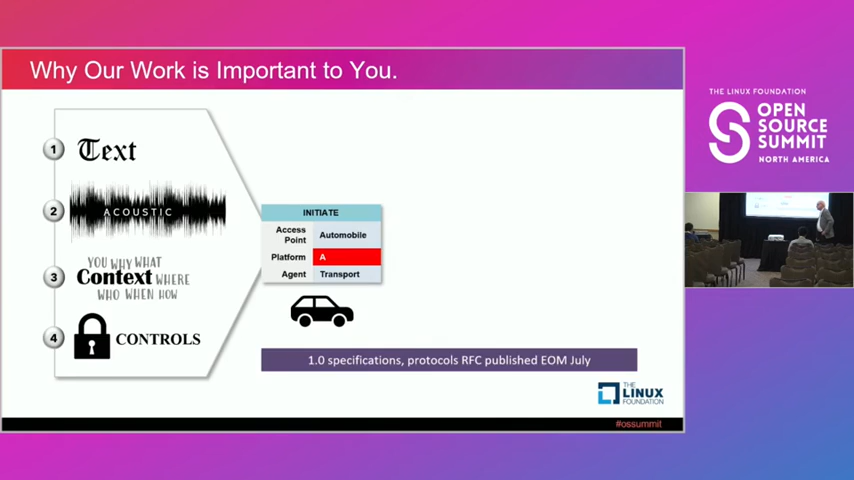 Why Our Work is Important to You.
1 Text
2 ACOUSTIC
3 YOU WHY WHAT
Context WHERE
WHO WHEN HOW
4 CONTROLS
INITIATE
Access Point Automobile
Platform A
Agent Transport
1.0 specifications, protocols RFC published EOM July
THE
LINUX
FOUNDATION
#ossummit
THE LINUX FOUNDATION
OPEN
SOURCE
SUMMIT
NORTH AMERICA